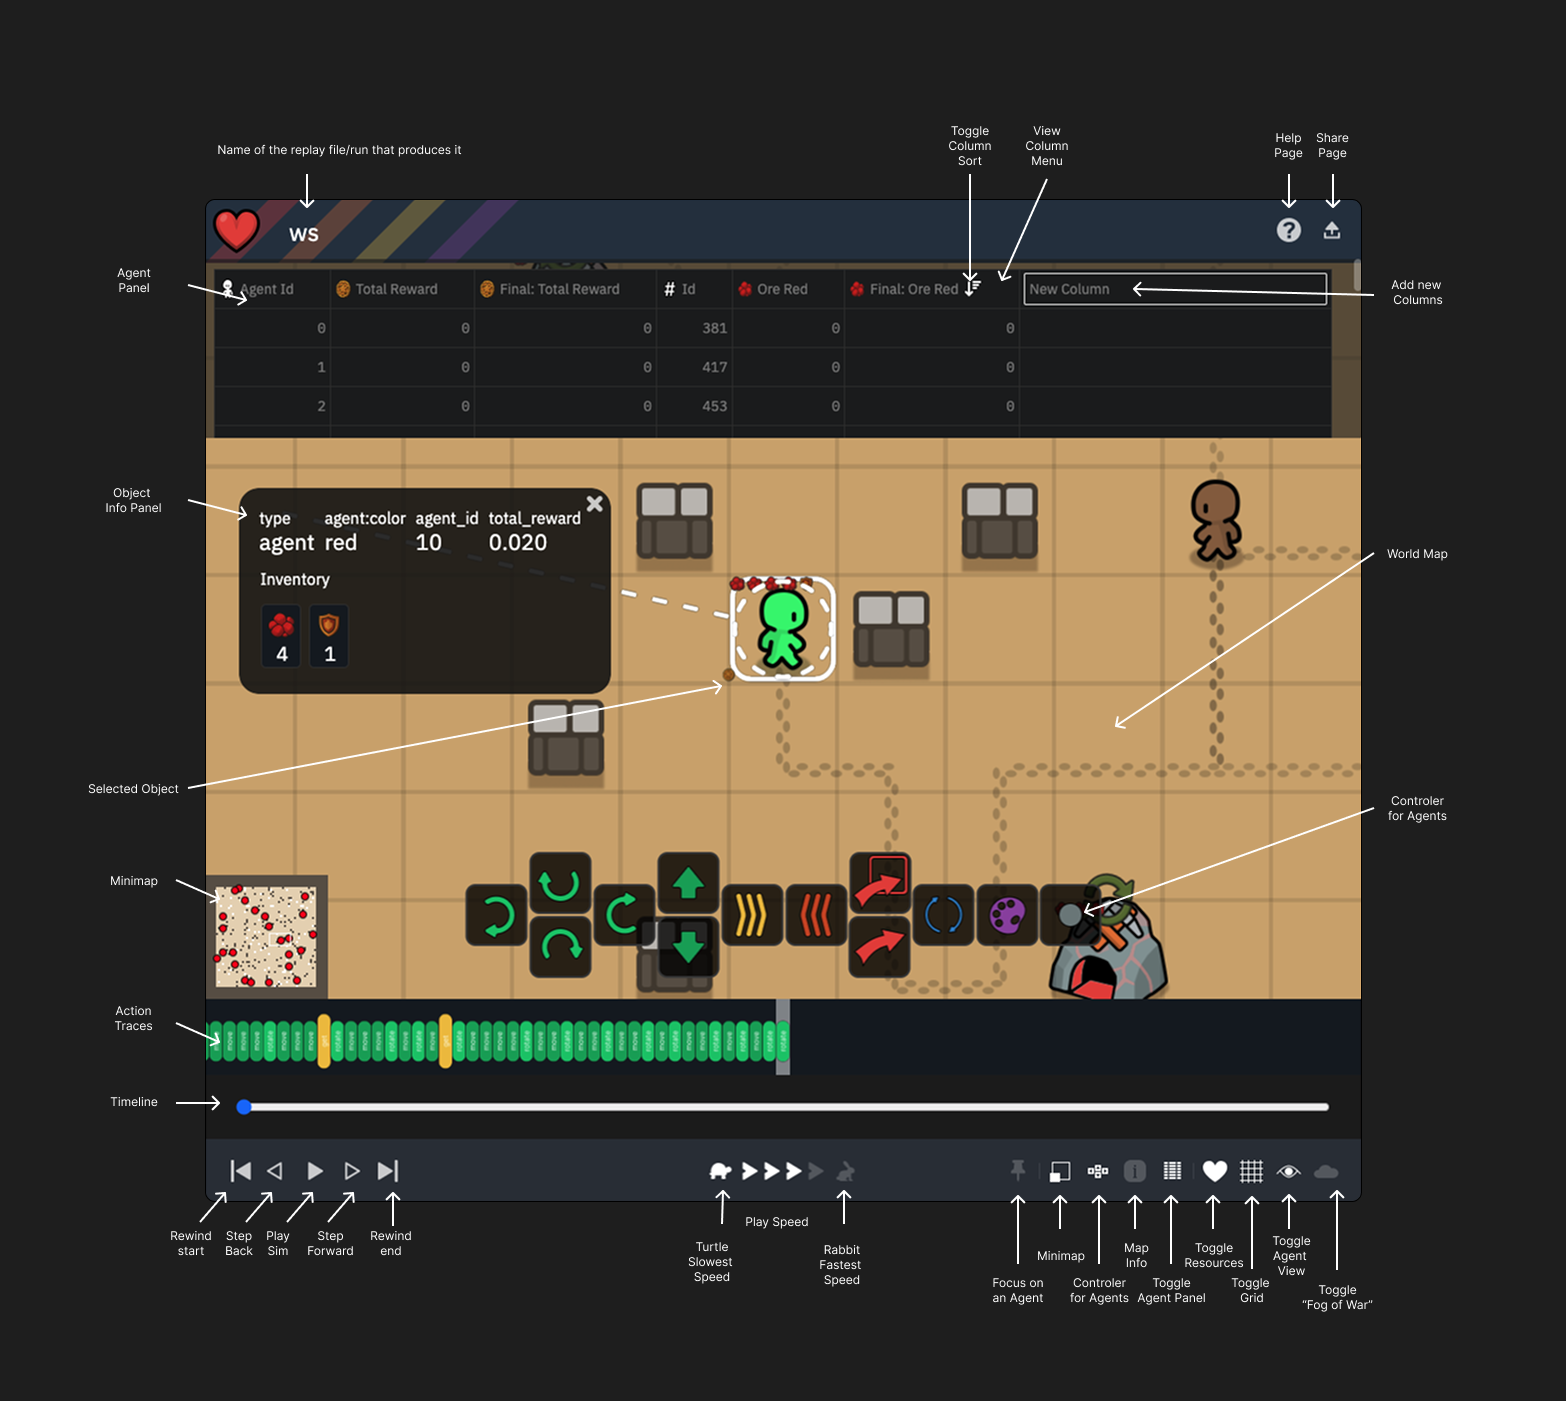 Name of the replay file/run that produces it
Toggle
Column
Sort
View
Column
Menu
Help
Page
Share
Page
ws
Agent
Panel
Agent Id
Total Reward
Final: Total Reward
# Id
Ore Red
Final: Ore Red
New Column
Add new
Columns
0 0 0 381 0 0
1 0 0 417 0 0
2 0 0 453 0 0
Object
Info Panel
type agent:color agent_id total_reward
agent red 10 0.020
Inventory
4 1
World Map
Selected Object
Controler
for Agents
Minimap
Action
Traces
Timeline
Rewind
start
Step
Back
Play
Sim
Step
Forward
Rewind
end
Play Speed
Turtle
Slowest
Speed
Rabbit
Fastest
Speed
Focus on
an Agent
Minimap
Controler
for Agents
Map
Info
Toggle
Agent Panel
Toggle
Resources
Toggle
Grid
Toggle
Agent
View
Toggle
“Fog of War”